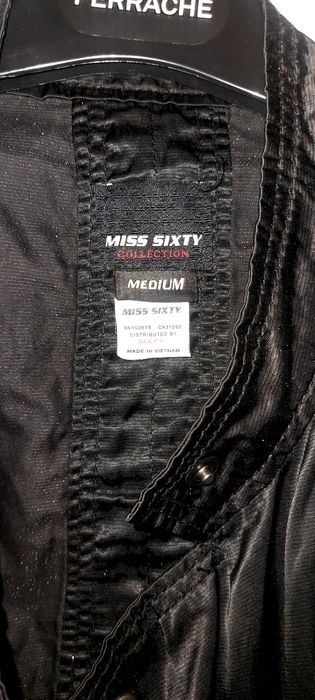 FERRACHE
MISS SIXTY
COLLECTION
MEDIUM
MISS SIXTY
DISTRIBUTED BY
SIXTY
MADE IN VIETNAM